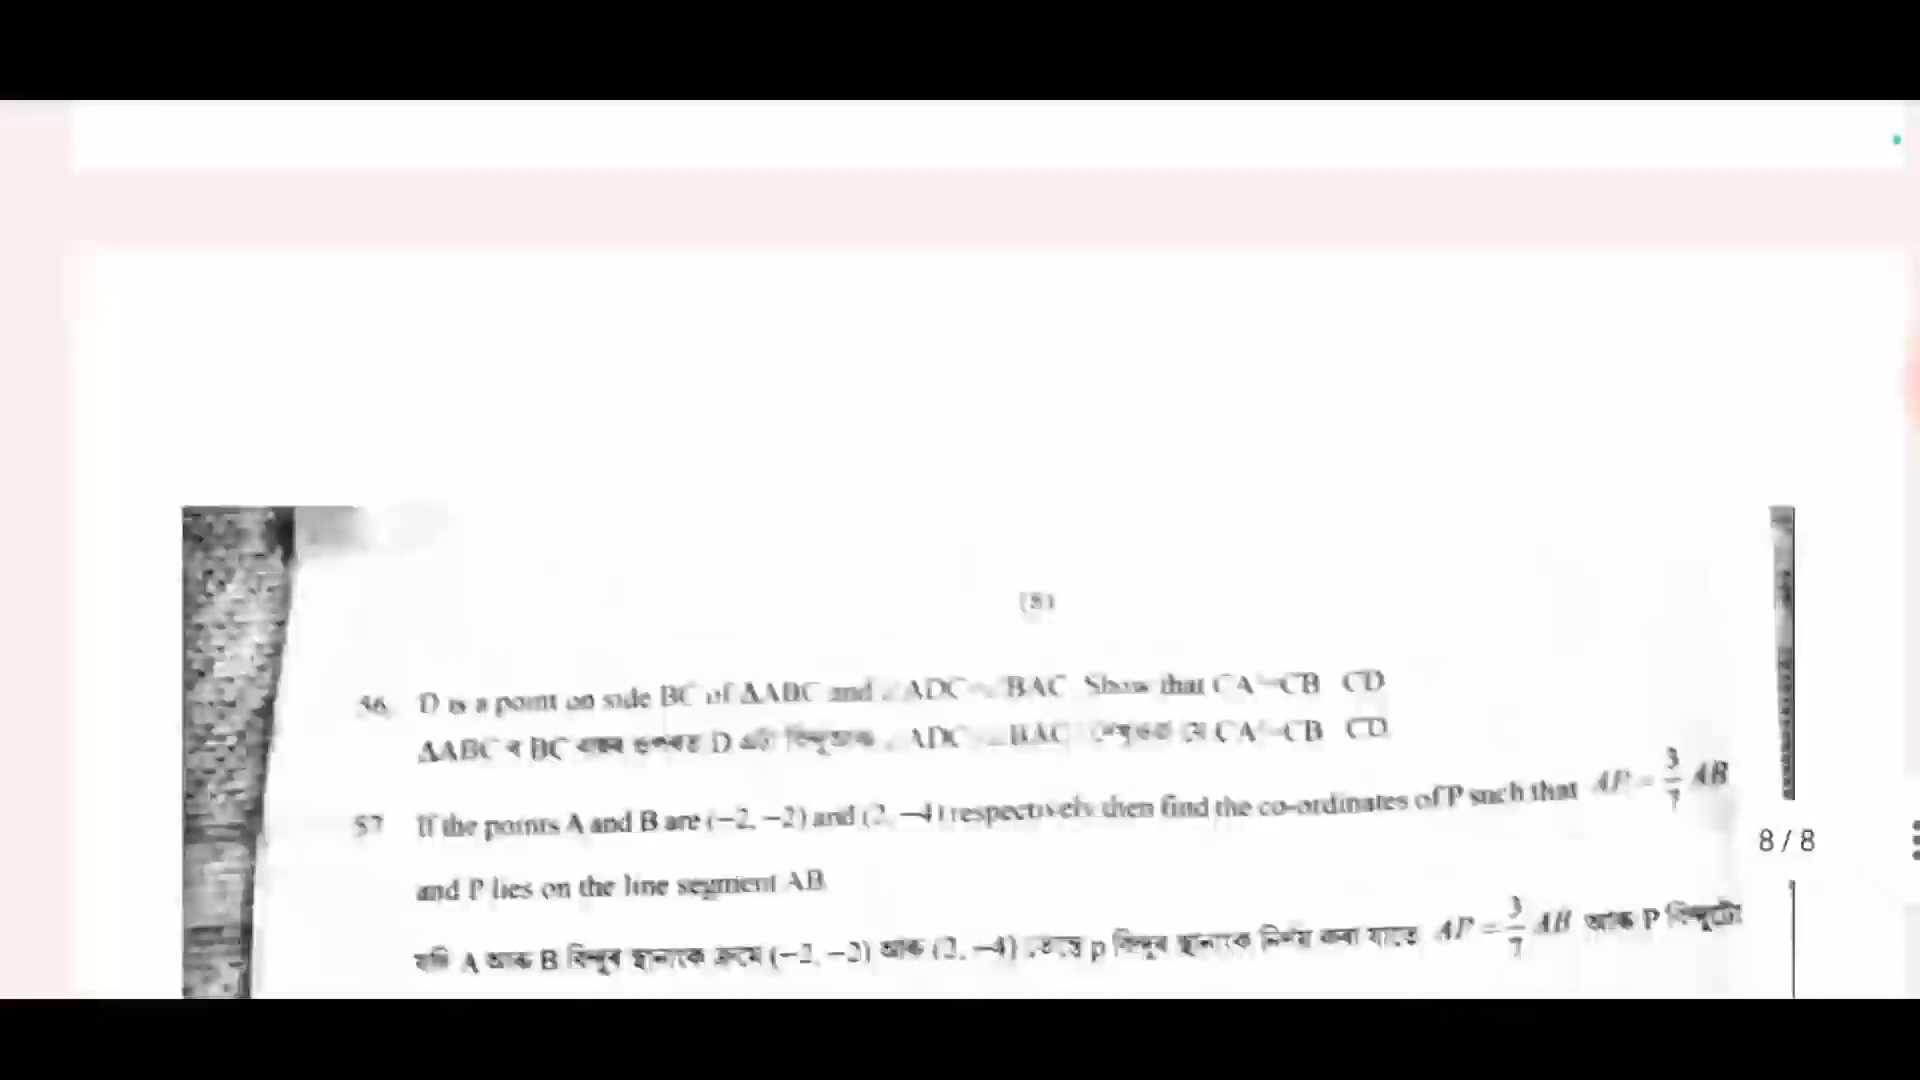 (8)
56. D is a point on side BC of ΔABC and ∠ADC=∠BAC Show that CA²=CB CD
ΔABC ৰ BC বাহুৰ ওপৰত D এটা বিন্দু আৰু ∠ADC=∠BAC CA²=CB CD
57 If the points A and B are (−2, −2) and (2, −4) respectively then find the co-ordinates of P such that AP = 3/7 AB
8 / 8
and P lies on the line segment AB
যদি A আৰু B বিন্দুৰ স্থানাংক ক্ৰমে (−2, −2) আৰু (2, −4) P বিন্দুৰ স্থানাংক নিৰ্ণয় কৰা যাতে AP = 3/7 AB আৰু P বিন্দুটো